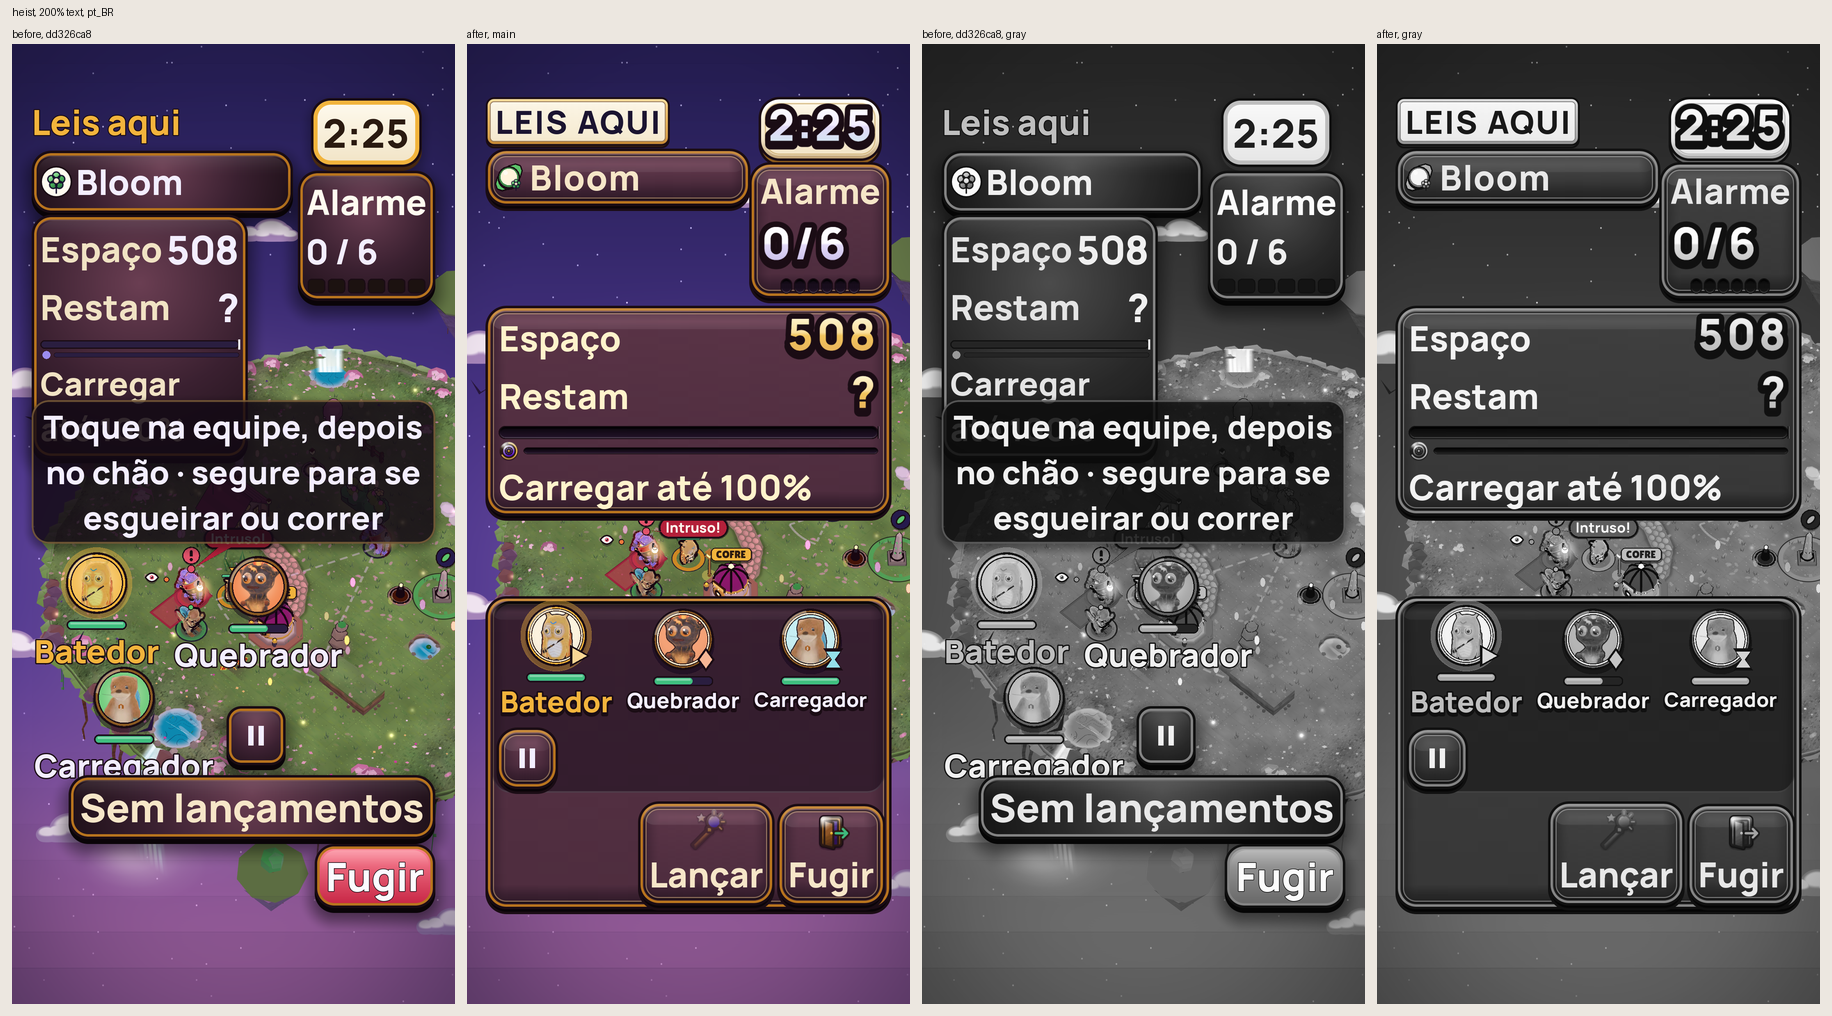 heist, 200% text, pt_BR
before, dd326ca8
Leis aqui
2:25
Bloom
Alarme
0 / 6
Espaço 508
Restam ?
Carregar
Toque na equipe, depois
no chão · segure para se
esgueirar ou correr
Intruso!
Batedor
Quebrador
Carregador
Sem lançamentos
Fugir
after, main
LEIS AQUI
2:25
Bloom
Alarme
0/6
Espaço 508
Restam ?
Carregar até 100%
Intruso!
COFRE
Batedor
Quebrador
Carregador
Lançar
Fugir
before, dd326ca8, gray
Leis aqui
2:25
Bloom
Alarme
0 / 6
Espaço 508
Restam ?
Carregar
Toque na equipe, depois
no chão · segure para se
esgueirar ou correr
Intruso!
Batedor
Quebrador
Carregador
Sem lançamentos
Fugir
after, gray
LEIS AQUI
2:25
Bloom
Alarme
0/6
Espaço 508
Restam ?
Carregar até 100%
Intruso!
COFRE
Batedor
Quebrador
Carregador
Lançar
Fugir